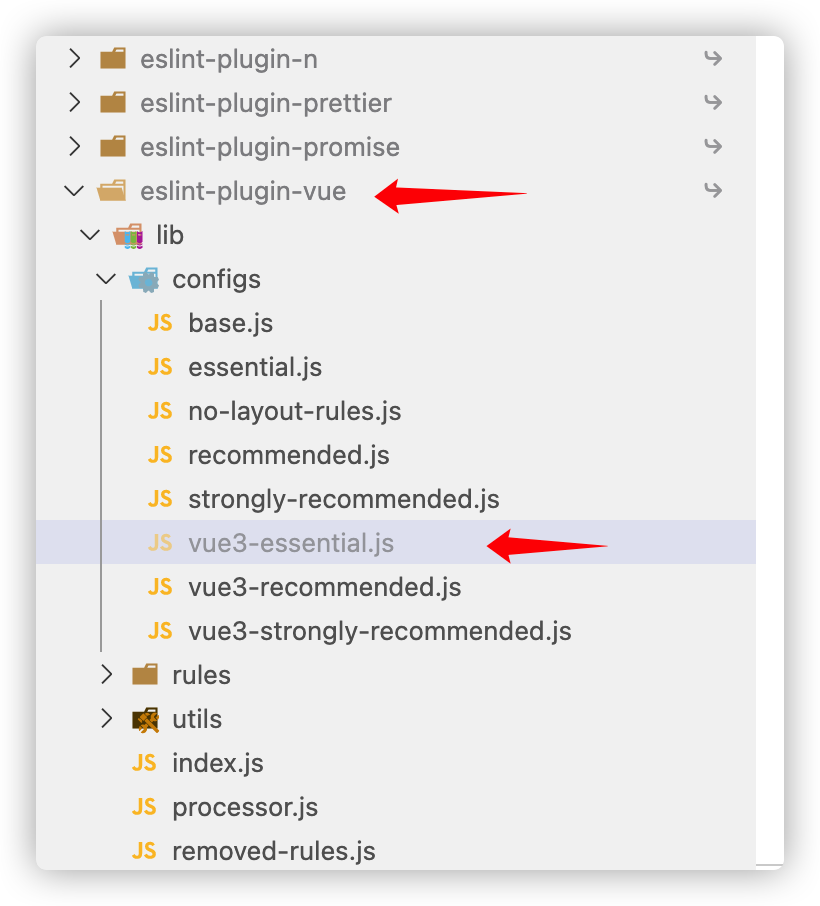 eslint-plugin-n
eslint-plugin-prettier
eslint-plugin-promise
eslint-plugin-vue
lib
configs
JS base.js
JS essential.js
JS no-layout-rules.js
JS recommended.js
JS strongly-recommended.js
JS vue3-essential.js
JS vue3-recommended.js
JS vue3-strongly-recommended.js
rules
utils
JS index.js
JS processor.js
JS removed-rules.js